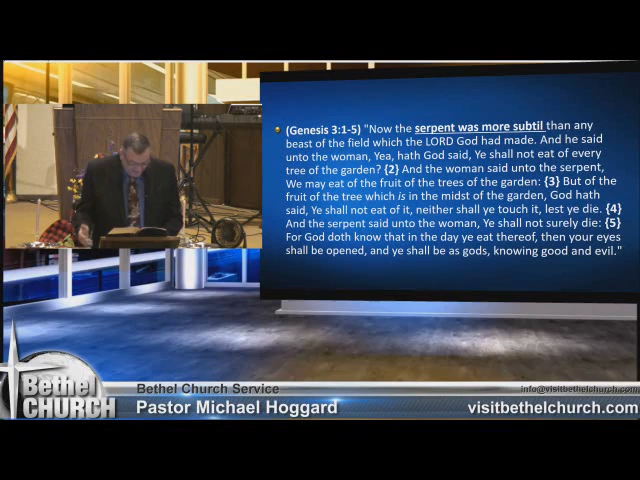 (Genesis 3:1-5) "Now the serpent was more subtil than any
beast of the field which the LORD God had made. And he said
unto the woman, Yea, hath God said, Ye shall not eat of every
tree of the garden? {2} And the woman said unto the serpent,
We may eat of the fruit of the trees of the garden: {3} But of the
fruit of the tree which is in the midst of the garden, God hath
said, Ye shall not eat of it, neither shall ye touch it, lest ye die. {4}
And the serpent said unto the woman, Ye shall not surely die: {5}
For God doth know that in the day ye eat thereof, then your eyes
shall be opened, and ye shall be as gods, knowing good and evil."
Bethel
CHURCH
Bethel Church Service
info@visitbethelchurch.com
Pastor Michael Hoggard
visitbethelchurch.com